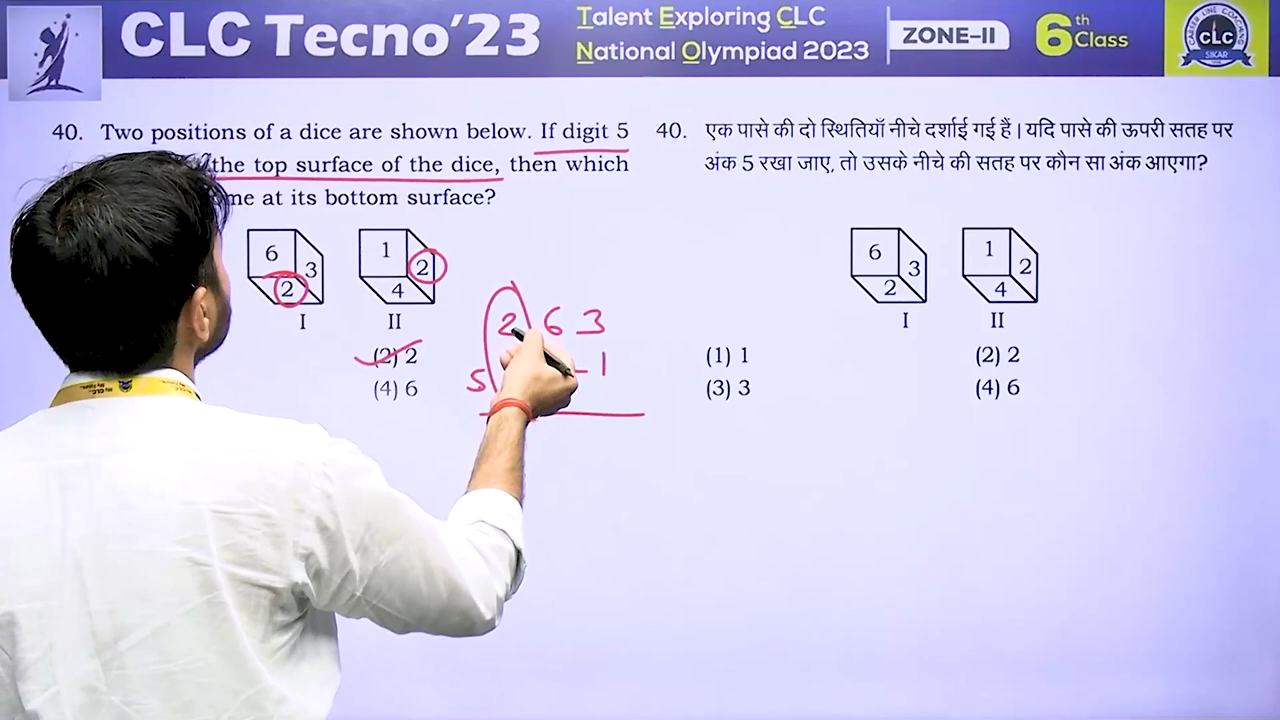 CLC Tecno'23
Talent Exploring CLC
National Olympiad 2023
ZONE-II
6th Class
CAREER LINE COACHING
CLC
SIKAR
40. Two positions of a dice are shown below. If digit 5
the top surface of the dice, then which
me at its bottom surface?
6 3 2
1 2 4
I II
(2) 2
(4) 6
2 6 3
1
5
40. एक पासे की दो स्थितियाँ नीचे दर्शाई गई हैं। यदि पासे की ऊपरी सतह पर
अंक 5 रखा जाए, तो उसके नीचे की सतह पर कौन सा अंक आएगा?
6 3 2
1 2 4
I II
(1) 1 (2) 2
(3) 3 (4) 6